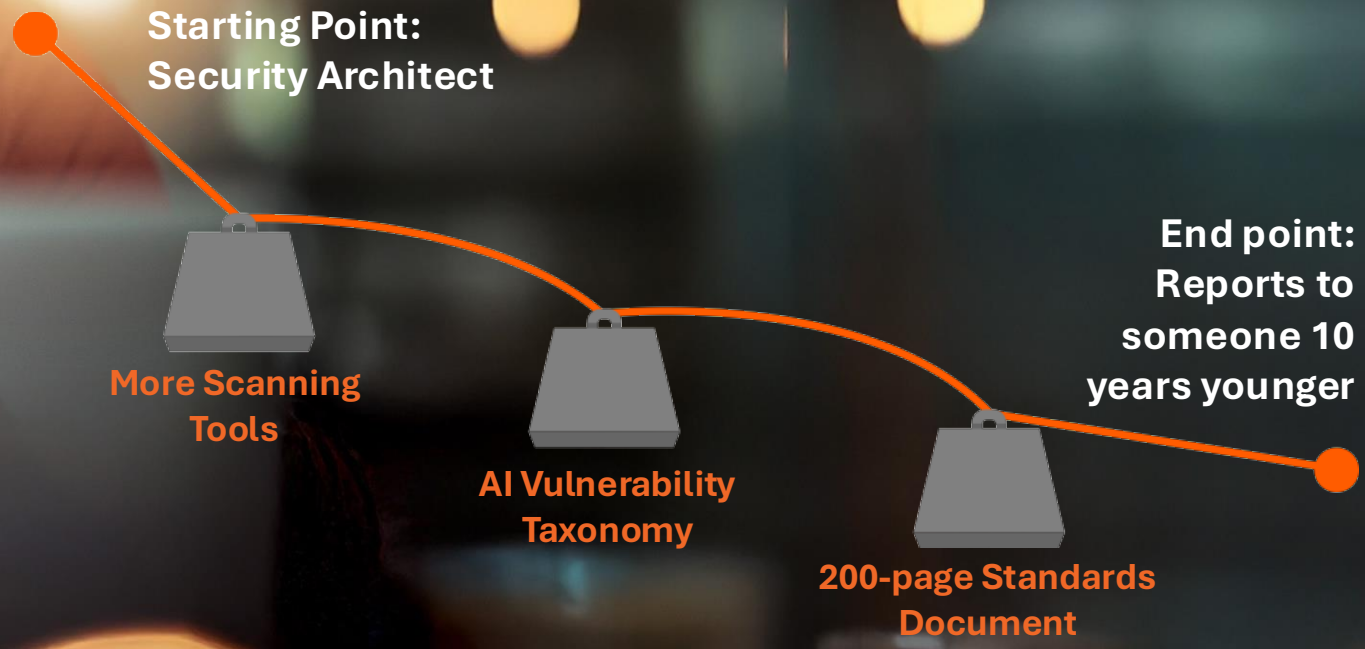 Starting Point:
Security Architect
More Scanning
Tools
AI Vulnerability
Taxonomy
200-page Standards
Document
End point:
Reports to
someone 10
years younger